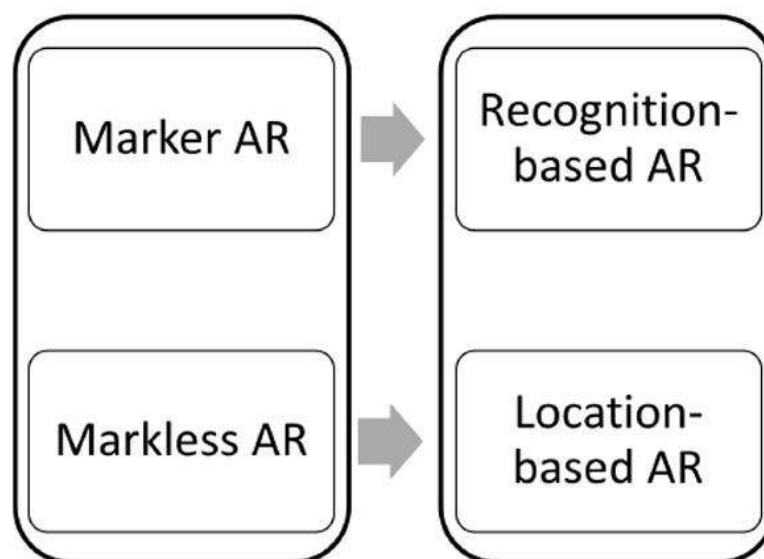 Marker AR
Recognition-
based AR
Markless AR
Location-
based AR